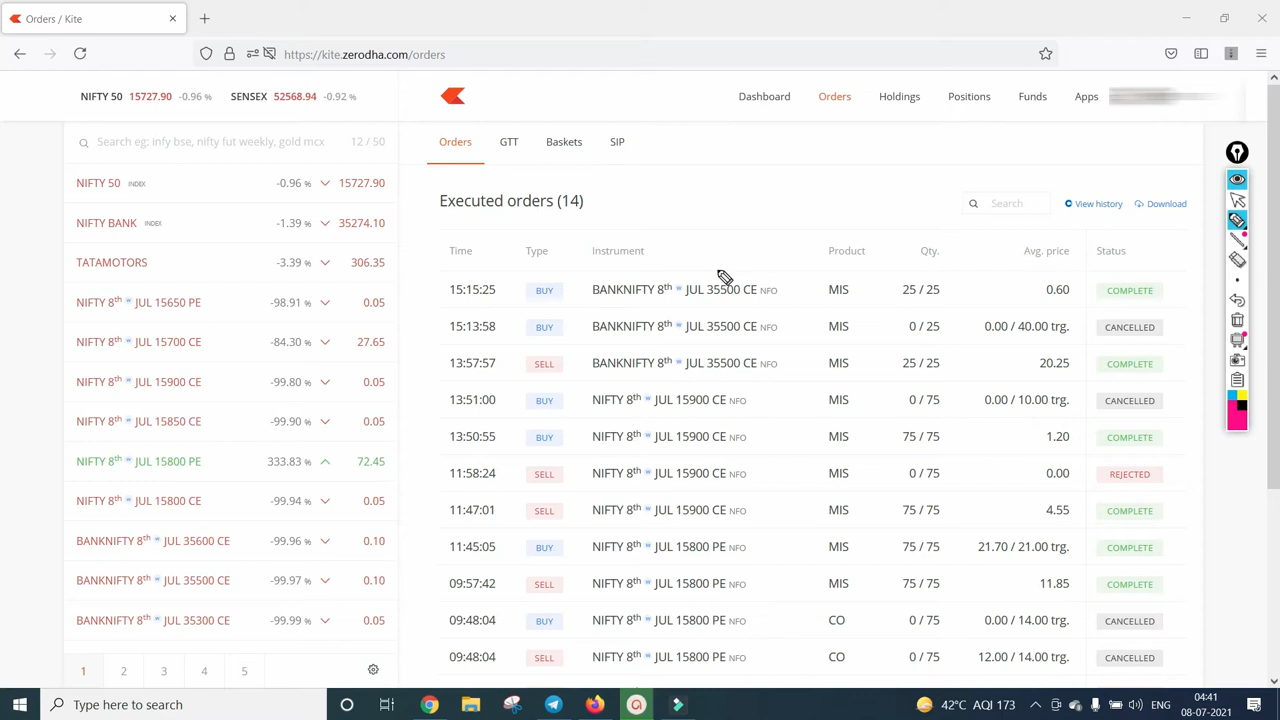 Orders / Kite
https://kite.zerodha.com/orders
NIFTY 50 15727.90 -0.96 % SENSEX 52568.94 -0.92 %
Dashboard Orders Holdings Positions Funds Apps
Search eg: infy bse, nifty fut weekly, gold mcx 12 / 50
NIFTY 50 INDEX -0.96 % 15727.90
NIFTY BANK INDEX -1.39 % 35274.10
TATAMOTORS -3.39 % 306.35
NIFTY 8th w JUL 15650 PE -98.91 % 0.05
NIFTY 8th w JUL 15700 CE -84.30 % 27.65
NIFTY 8th w JUL 15900 CE -99.80 % 0.05
NIFTY 8th w JUL 15850 CE -99.90 % 0.05
NIFTY 8th w JUL 15800 PE 333.83 % 72.45
NIFTY 8th w JUL 15800 CE -99.94 % 0.05
BANKNIFTY 8th w JUL 35600 CE -99.96 % 0.10
BANKNIFTY 8th w JUL 35500 CE -99.97 % 0.10
BANKNIFTY 8th w JUL 35300 CE -99.99 % 0.05
1 2 3 4 5
Orders GTT Baskets SIP
Executed orders (14) Search View history Download
Time Type Instrument Product Qty. Avg. price Status
15:15:25 BUY BANKNIFTY 8th w JUL 35500 CE NFO MIS 25 / 25 0.60 COMPLETE
15:13:58 BUY BANKNIFTY 8th w JUL 35500 CE NFO MIS 0 / 25 0.00 / 40.00 trg. CANCELLED
13:57:57 SELL BANKNIFTY 8th w JUL 35500 CE NFO MIS 25 / 25 20.25 COMPLETE
13:51:00 BUY NIFTY 8th w JUL 15900 CE NFO MIS 0 / 75 0.00 / 10.00 trg. CANCELLED
13:50:55 BUY NIFTY 8th w JUL 15900 CE NFO MIS 75 / 75 1.20 COMPLETE
11:58:24 SELL NIFTY 8th w JUL 15900 CE NFO MIS 0 / 75 0.00 REJECTED
11:47:01 SELL NIFTY 8th w JUL 15900 CE NFO MIS 75 / 75 4.55 COMPLETE
11:45:05 BUY NIFTY 8th w JUL 15800 PE NFO MIS 75 / 75 21.70 / 21.00 trg. COMPLETE
09:57:42 SELL NIFTY 8th w JUL 15800 PE NFO MIS 75 / 75 11.85 COMPLETE
09:48:04 BUY NIFTY 8th w JUL 15800 PE NFO CO 0 / 75 0.00 / 14.00 trg. CANCELLED
09:48:04 SELL NIFTY 8th w JUL 15800 PE NFO CO 0 / 75 12.00 / 14.00 trg. CANCELLED
Type here to search
42°C AQI 173
04:41
08-07-2021